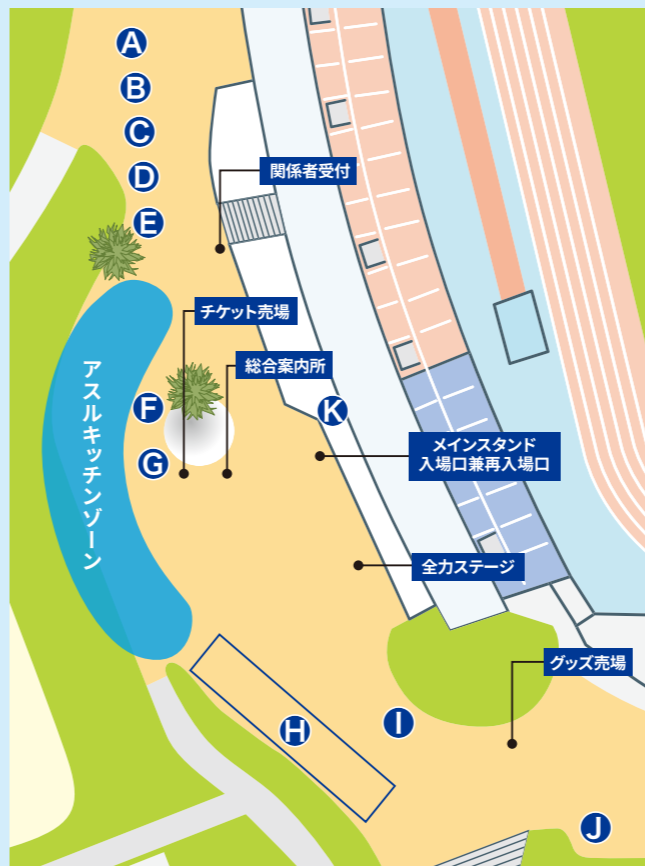 A
B
C
D
関係者受付
E
チケット売場
総合案内所
アスルキッチンゾーン
F
K
G
メインスタンド
入場口兼再入場口
全力ステージ
グッズ売場
H
I
J